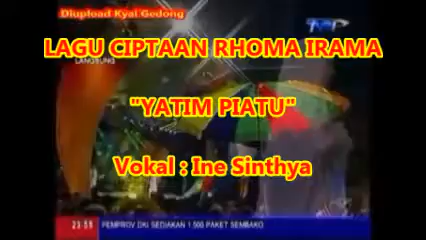 Diupload Kyai Gedong
LAGU CIPTAAN RHOMA IRAMA
LANGSUNG
"YATIM PIATU"
Vokal : Ine Sinthya
23:55 PEMPROV DKI SEDIAKAN 1.500 PAKET SEMBAKO